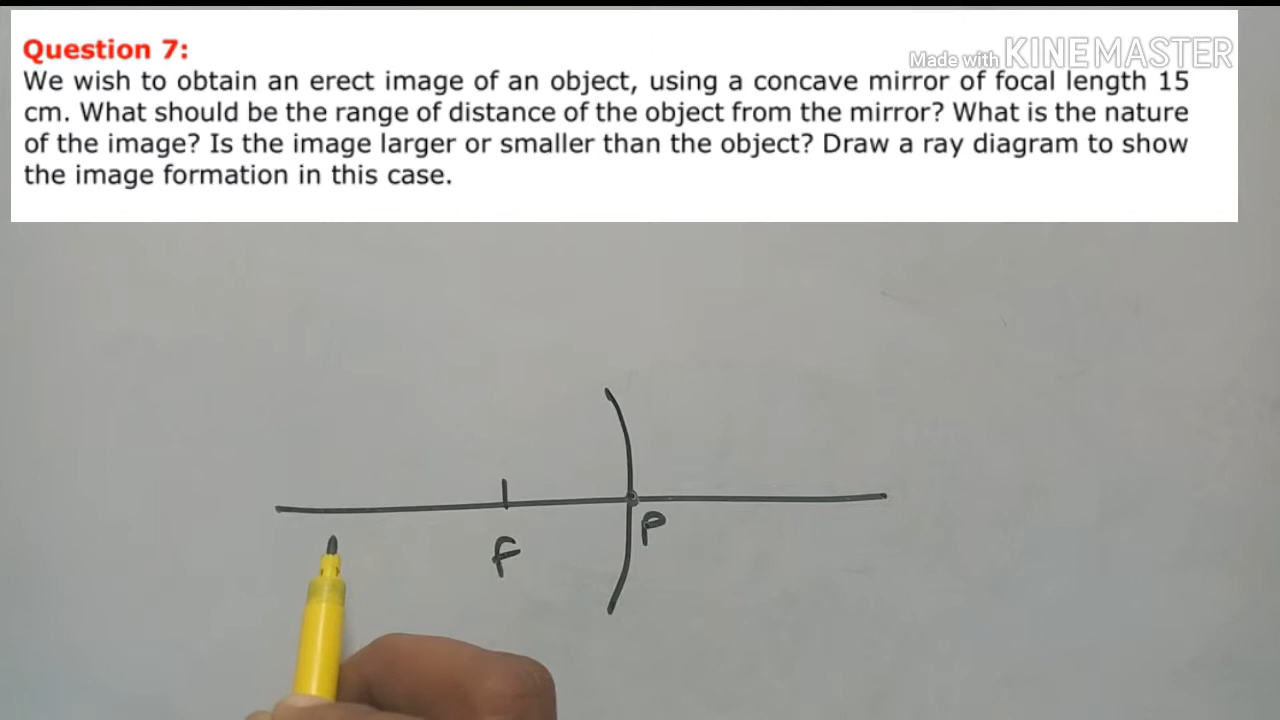 Made with KINEMASTER
Question 7:
We wish to obtain an erect image of an object, using a concave mirror of focal length 15
cm. What should be the range of distance of the object from the mirror? What is the nature
of the image? Is the image larger or smaller than the object? Draw a ray diagram to show
the image formation in this case.
P
F